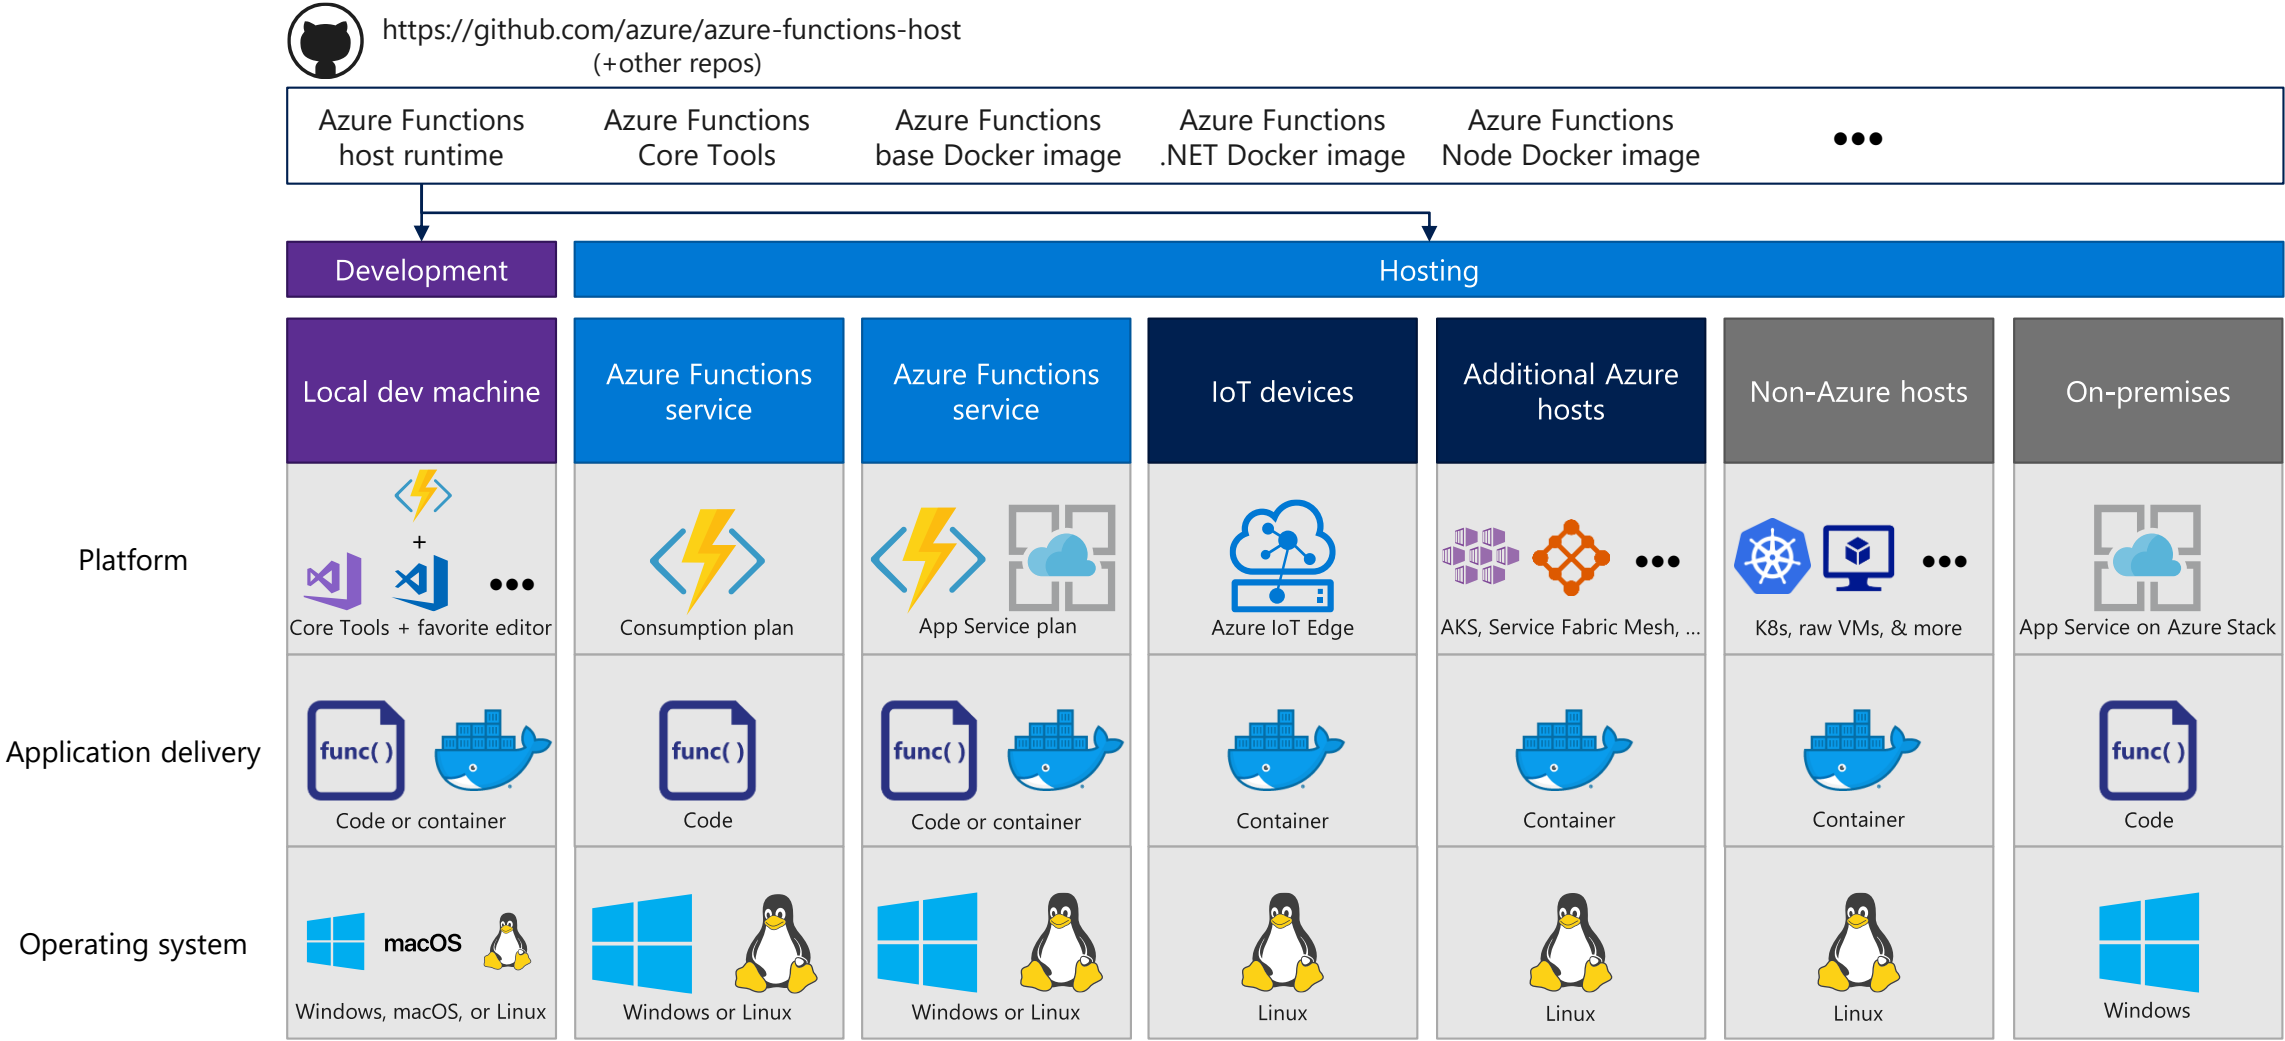 https://github.com/azure/azure-functions-host
(+other repos)
Azure Functions
host runtime
Azure Functions
Core Tools
Azure Functions
base Docker image
Azure Functions
.NET Docker image
Azure Functions
Node Docker image
•••
Development
Hosting
Local dev machine
Azure Functions
service
Azure Functions
service
IoT devices
Additional Azure
hosts
Non-Azure hosts
On-premises
Platform
+
•••
Core Tools + favorite editor
Consumption plan
App Service plan
Azure IoT Edge
•••
AKS, Service Fabric Mesh, ...
•••
K8s, raw VMs, & more
App Service on Azure Stack
Application delivery
func( )
Code or container
func( )
Code
func( )
Code or container
Container
Container
Container
func( )
Code
Operating system
macOS
Windows, macOS, or Linux
Windows or Linux
Windows or Linux
Linux
Linux
Linux
Windows